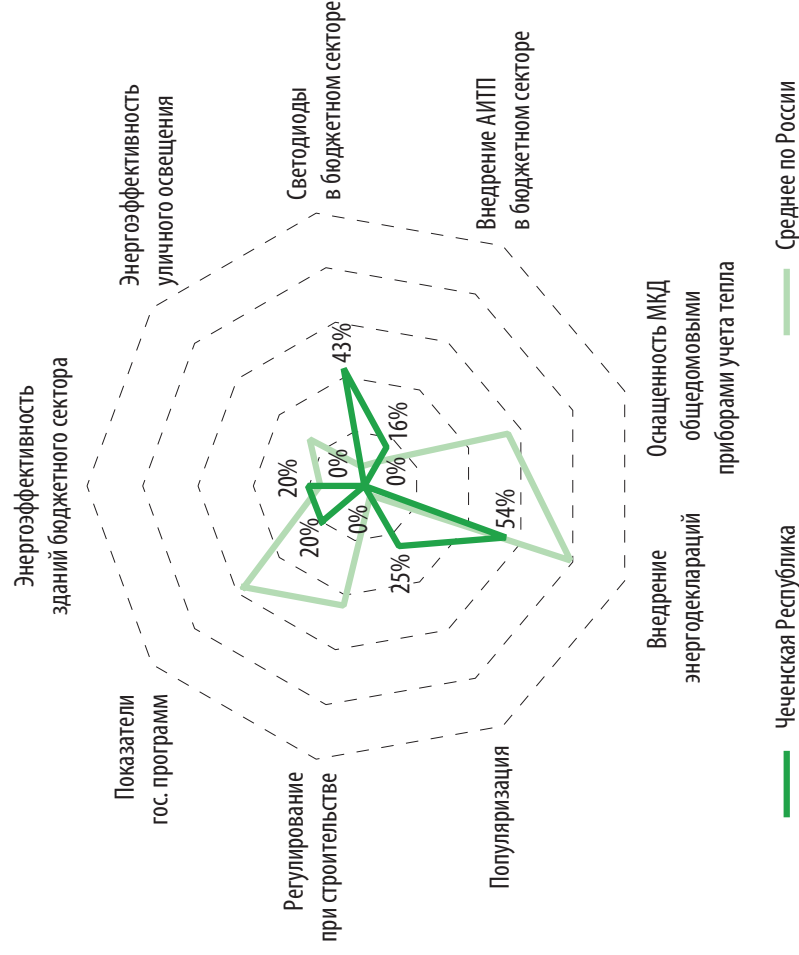 Энергоэффективность
зданий бюджетного сектора
Энергоэффективность
уличного освещения
Светодиоды
в бюджетном секторе
Внедрение АИТП
в бюджетном секторе
Оснащенность МКД
общедомовыми
приборами учета тепла
Внедрение
энергодеклараций
Популяризация
Регулирование
при строительстве
Показатели
гос. программ
20%
0%
43%
16%
0%
54%
25%
0%
20%
Чеченская Республика
Среднее по России